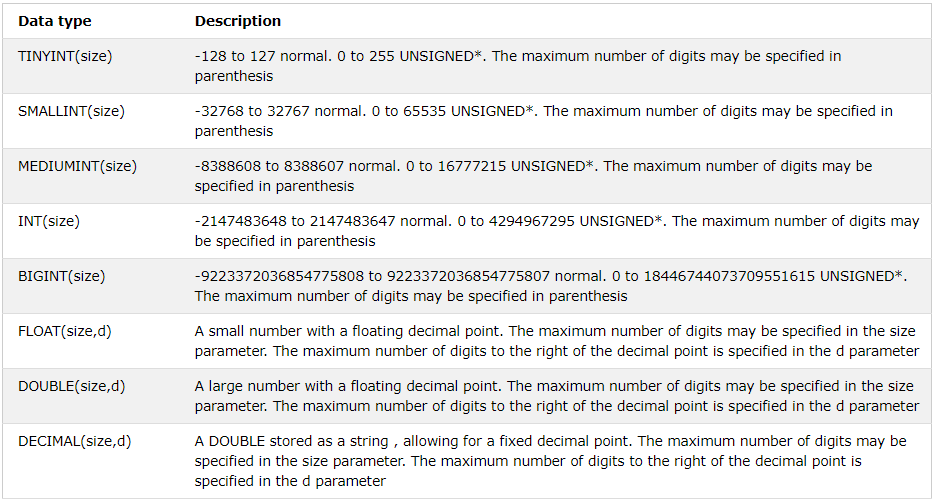 Data type Description
TINYINT(size) -128 to 127 normal. 0 to 255 UNSIGNED*. The maximum number of digits may be specified in
parenthesis
SMALLINT(size) -32768 to 32767 normal. 0 to 65535 UNSIGNED*. The maximum number of digits may be specified in
parenthesis
MEDIUMINT(size) -8388608 to 8388607 normal. 0 to 16777215 UNSIGNED*. The maximum number of digits may be
specified in parenthesis
INT(size) -2147483648 to 2147483647 normal. 0 to 4294967295 UNSIGNED*. The maximum number of digits may
be specified in parenthesis
BIGINT(size) -9223372036854775808 to 9223372036854775807 normal. 0 to 18446744073709551615 UNSIGNED*.
The maximum number of digits may be specified in parenthesis
FLOAT(size,d) A small number with a floating decimal point. The maximum number of digits may be specified in the size
parameter. The maximum number of digits to the right of the decimal point is specified in the d parameter
DOUBLE(size,d) A large number with a floating decimal point. The maximum number of digits may be specified in the size
parameter. The maximum number of digits to the right of the decimal point is specified in the d parameter
DECIMAL(size,d) A DOUBLE stored as a string , allowing for a fixed decimal point. The maximum number of digits may be
specified in the size parameter. The maximum number of digits to the right of the decimal point is
specified in the d parameter